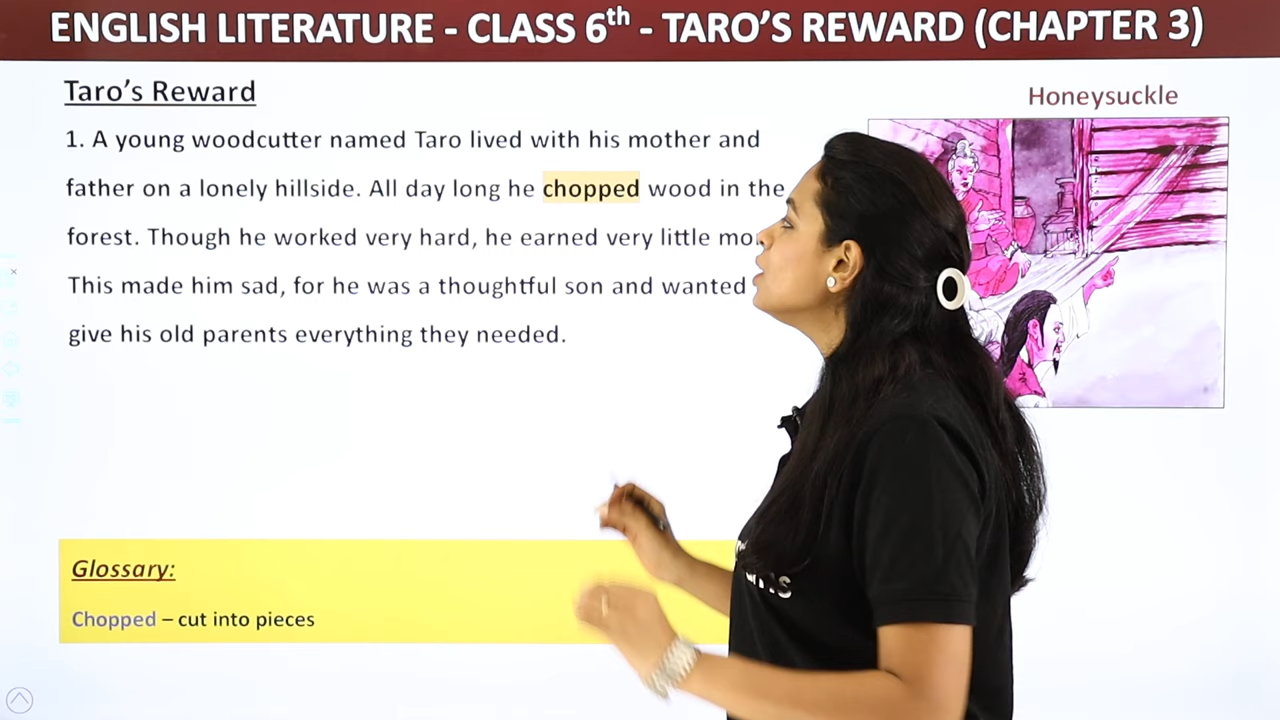 ENGLISH LITERATURE - CLASS 6th - TARO'S REWARD (CHAPTER 3)
Taro's Reward
Honeysuckle
1. A young woodcutter named Taro lived with his mother and
father on a lonely hillside. All day long he chopped wood in the
forest. Though he worked very hard, he earned very little
This made him sad, for he was a thoughtful son and wanted
give his old parents everything they needed.
Glossary:
Chopped – cut into pieces